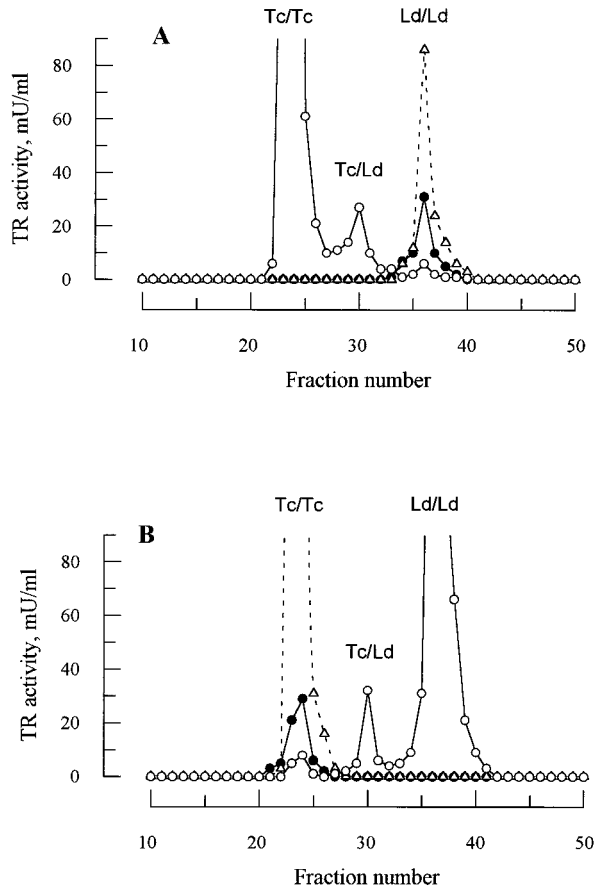 A
Tc/Tc
Ld/Ld
Tc/Ld
TR activity, mU/ml
80
60
40
20
0
10 20 30 40 50
Fraction number
B
Tc/Tc
Ld/Ld
Tc/Ld
TR activity, mU/ml
80
60
40
20
0
10 20 30 40 50
Fraction number